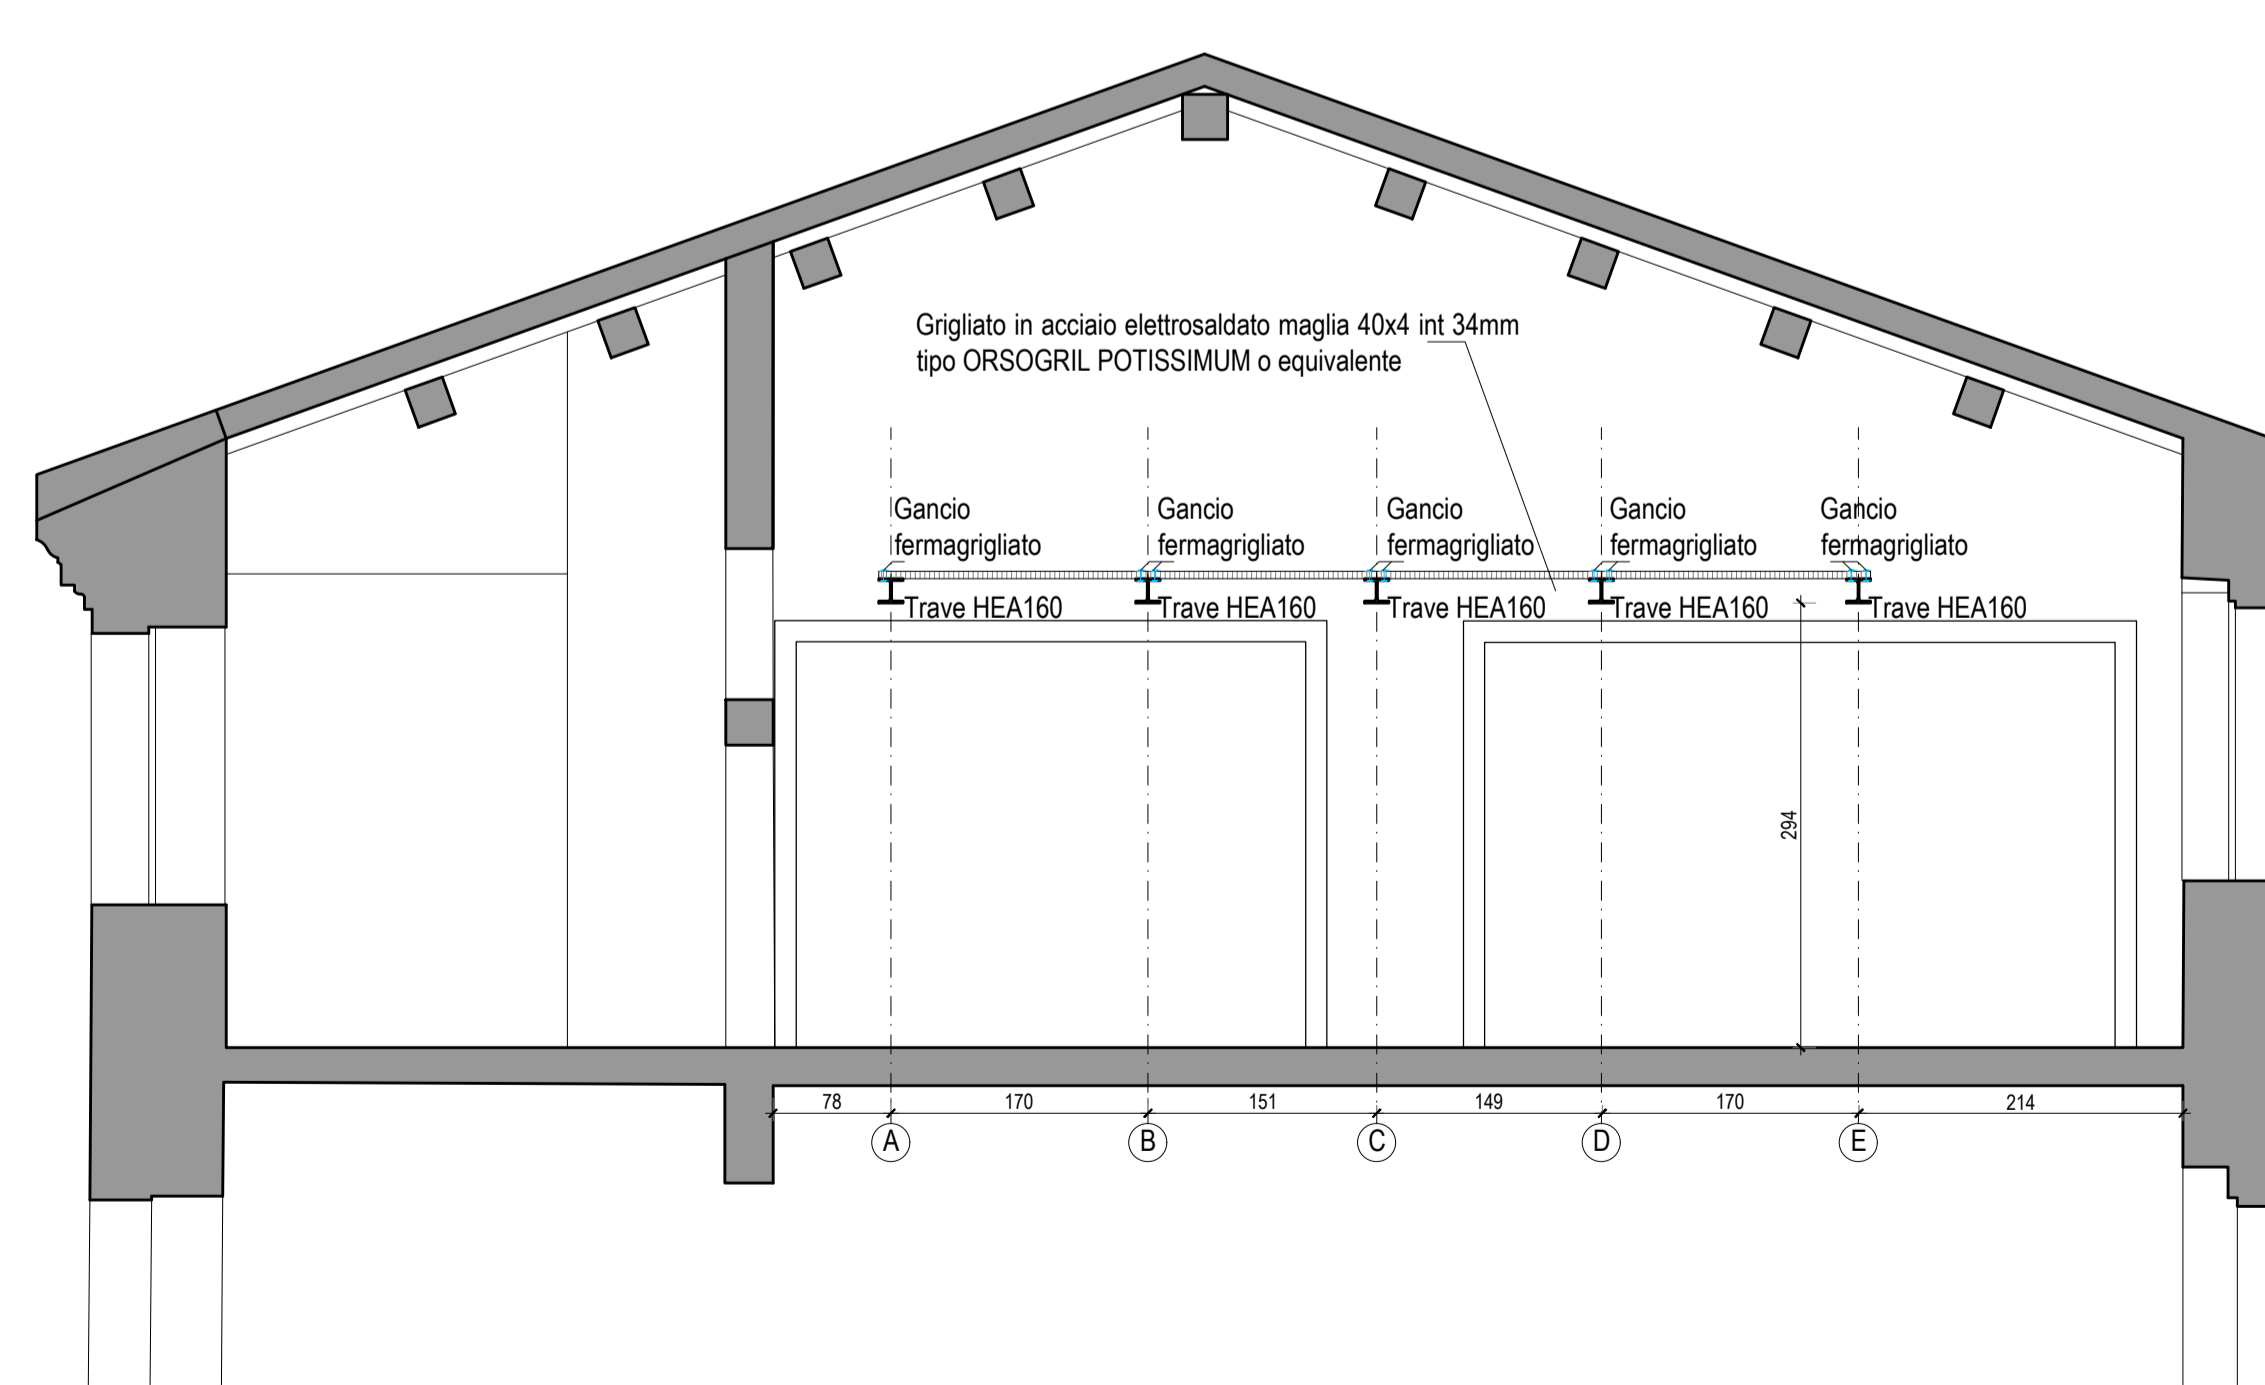 Grigliato in acciaio elettrosaldato maglia 40x4 int 34mm
tipo ORSOGRIL POTISSIMUM o equivalente
Gancio
fermagrigliato
Gancio
fermagrigliato
Gancio
fermagrigliato
Gancio
fermagrigliato
Gancio
fermagrigliato
Trave HEA160
Trave HEA160
Trave HEA160
Trave HEA160
Trave HEA160
294
78
170
151
149
170
214
A
B
C
D
E